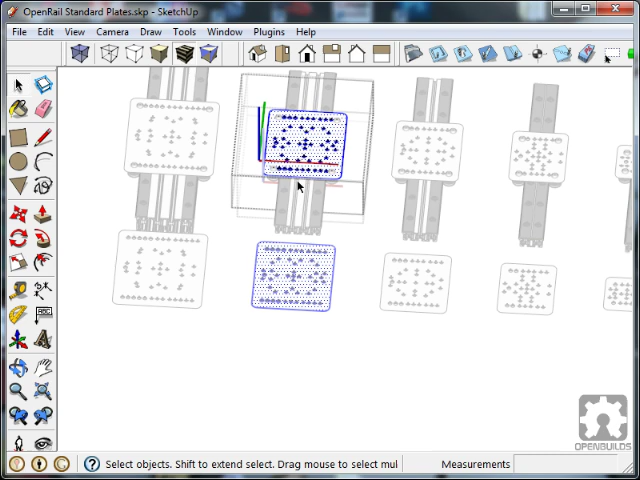 OpenRail Standard Plates.skp - SketchUp
File Edit View Camera Draw Tools Window Plugins Help
ABC
A
OPENBUILDS
Select objects. Shift to extend select. Drag mouse to select mul
Measurements